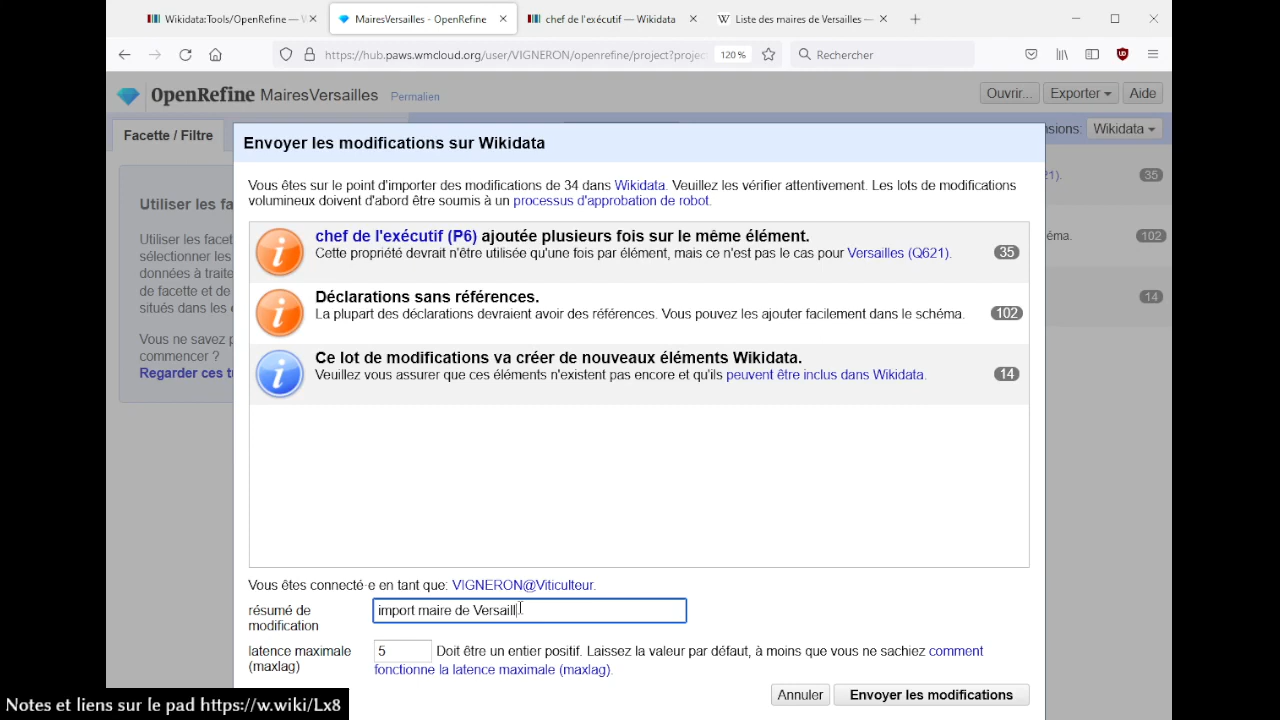 Wikidata:Tools/OpenRefine —
MairesVersailles - OpenRefine
chef de l'exécutif — Wikidata
Liste des maires de Versailles —
https://hub.paws.wmcloud.org/user/VIGNERON/openrefine/project?projec
120 %
Rechercher
OpenRefine MairesVersailles Permalien
Ouvrir... Exporter Aide
Facette / Filtre
nsions: Wikidata
Utiliser les fa
Utiliser les facet
sélectionner les
données à traite
de facette et de
situés dans les
Vous ne savez p
commencer ?
Regarder ces t
21). 35
éma. 102
14
Envoyer les modifications sur Wikidata
Vous êtes sur le point d'importer des modifications de 34 dans Wikidata. Veuillez les vérifier attentivement. Les lots de modifications
volumineux doivent d'abord être soumis à un processus d'approbation de robot.
chef de l'exécutif (P6) ajoutée plusieurs fois sur le même élément.
Cette propriété devrait n'être utilisée qu'une fois par élément, mais ce n'est pas le cas pour Versailles (Q621). 35
Déclarations sans références.
La plupart des déclarations devraient avoir des références. Vous pouvez les ajouter facilement dans le schéma. 102
Ce lot de modifications va créer de nouveaux éléments Wikidata.
Veuillez vous assurer que ces éléments n'existent pas encore et qu'ils peuvent être inclus dans Wikidata. 14
Vous êtes connecté·e en tant que: VIGNERON@Viticulteur.
résumé de
modification
import maire de Versaill
latence maximale
(maxlag)
5 Doit être un entier positif. Laissez la valeur par défaut, à moins que vous ne sachiez comment
fonctionne la latence maximale (maxlag).
Annuler Envoyer les modifications
Notes et liens sur le pad https://w.wiki/Lx8